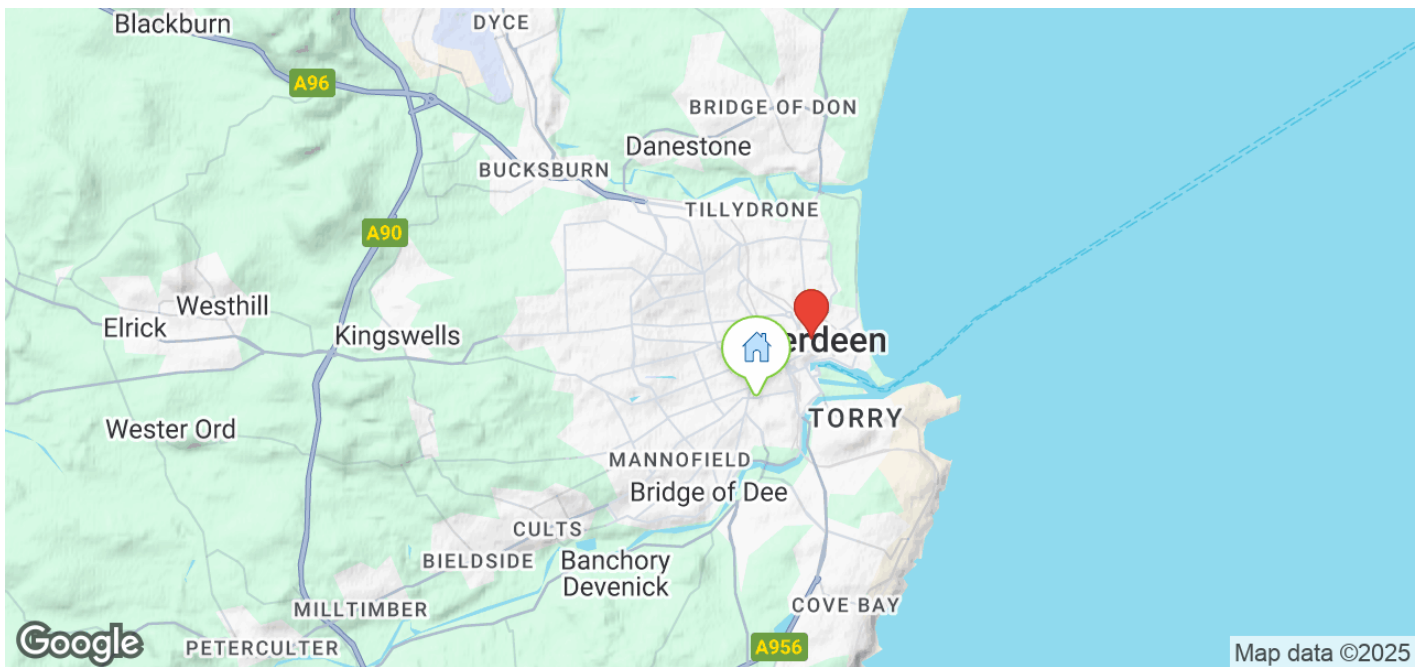 Blackburn
DYCE
A96
BRIDGE OF DON
Danestone
BUCKSBURN
TILLYDRONE
A90
Westhill
Elrick
Kingswells
erdeen
TORRY
Wester Ord
MANNOFIELD
Bridge of Dee
CULTS
BIELDSIDE
Banchory
Devenick
MILLTIMBER
COVE BAY
PETERCULTER
A956
Google
Map data ©2025